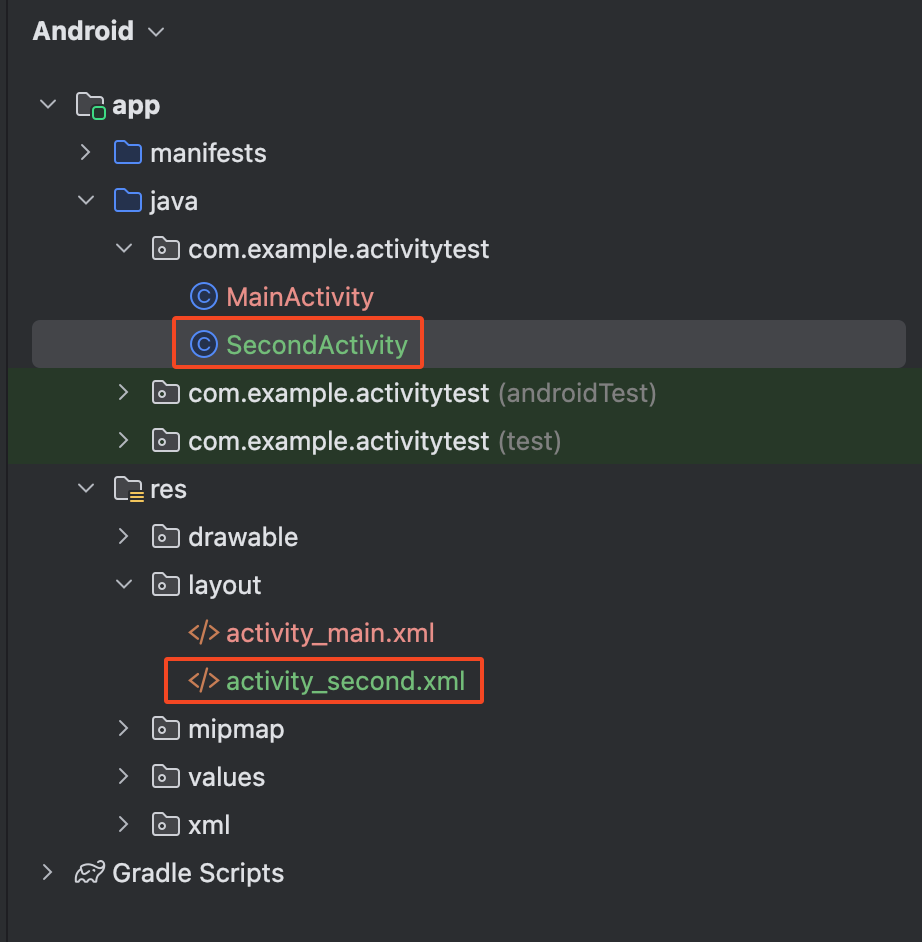 Android
app
manifests
java
com.example.activitytest
MainActivity
SecondActivity
com.example.activitytest (androidTest)
com.example.activitytest (test)
res
drawable
layout
</> activity_main.xml
</> activity_second.xml
mipmap
values
xml
Gradle Scripts